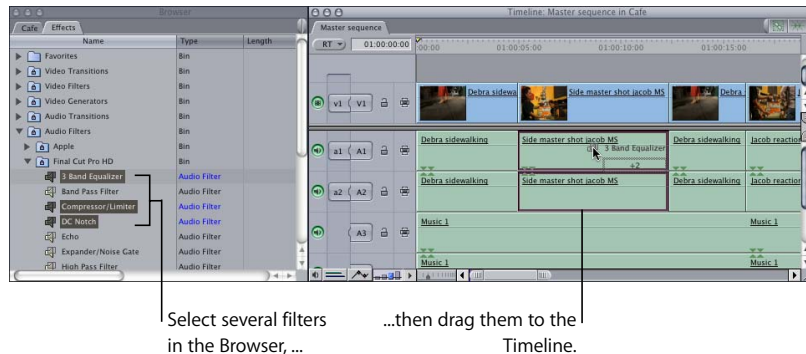 Browser
Cafe Effects
Name Type Length
Favorites Bin
Video Transitions Bin
Video Filters Bin
Video Generators Bin
Audio Transitions Bin
Audio Filters Bin
Apple Bin
Final Cut Pro HD Bin
3 Band Equalizer Audio Filter
Band Pass Filter Audio Filter
Compressor/Limiter Audio Filter
DC Notch Audio Filter
Echo Audio Filter
Expander/Noise Gate Audio Filter
High Pass Filter Audio Filter
Timeline: Master sequence in Cafe
Master sequence
RT 01:00:00:00 00:00 01:00:05:00 01:00:10:00 01:00:15:00
v1 V1 Debra sidewa Side master shot jacob MS Debra
a1 A1 Debra sidewalking Side master shot jacob MS Debra sidewalking Jacob reaction
3 Band Equalizer
+2
a2 A2 Debra sidewalking Side master shot jacob MS Debra sidewalking Jacob reaction
A3 Music 1 Music 1
Music 1 Music 1
Select several filters
in the Browser, ...
...then drag them to the
Timeline.